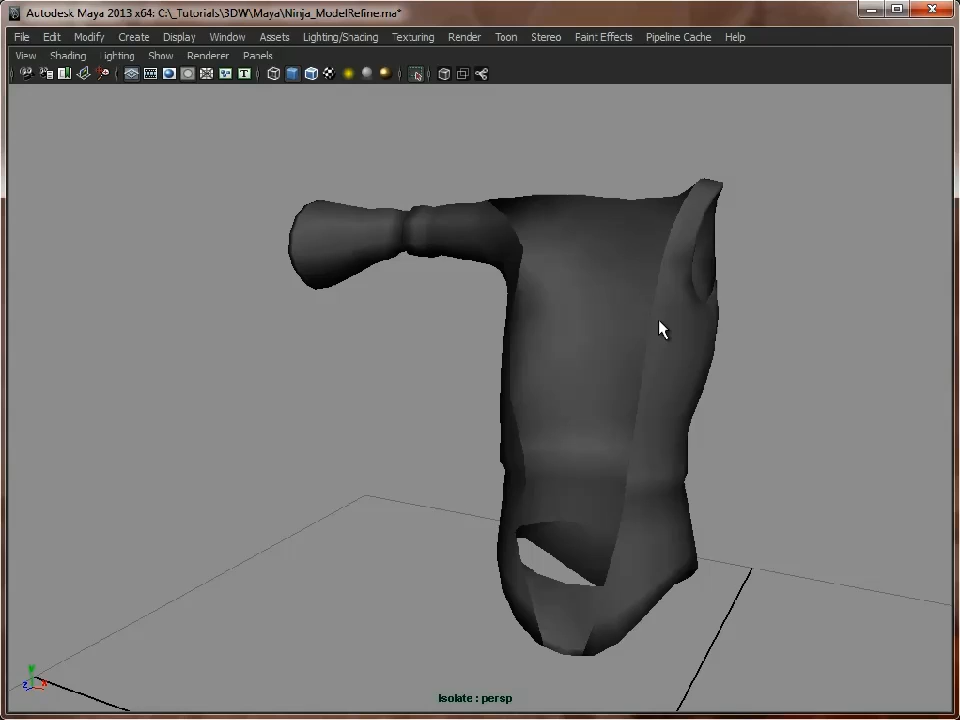 Autodesk Maya 2013 x64: C:\_Tutorials\3DW\Maya\Ninja_ModelRefine.ma*
File Edit Modify Create Display Window Assets Lighting/Shading Texturing Render Toon Stereo Paint Effects Pipeline Cache Help
View Shading Lighting Show Renderer Panels
T
y
z x
Isolate : persp